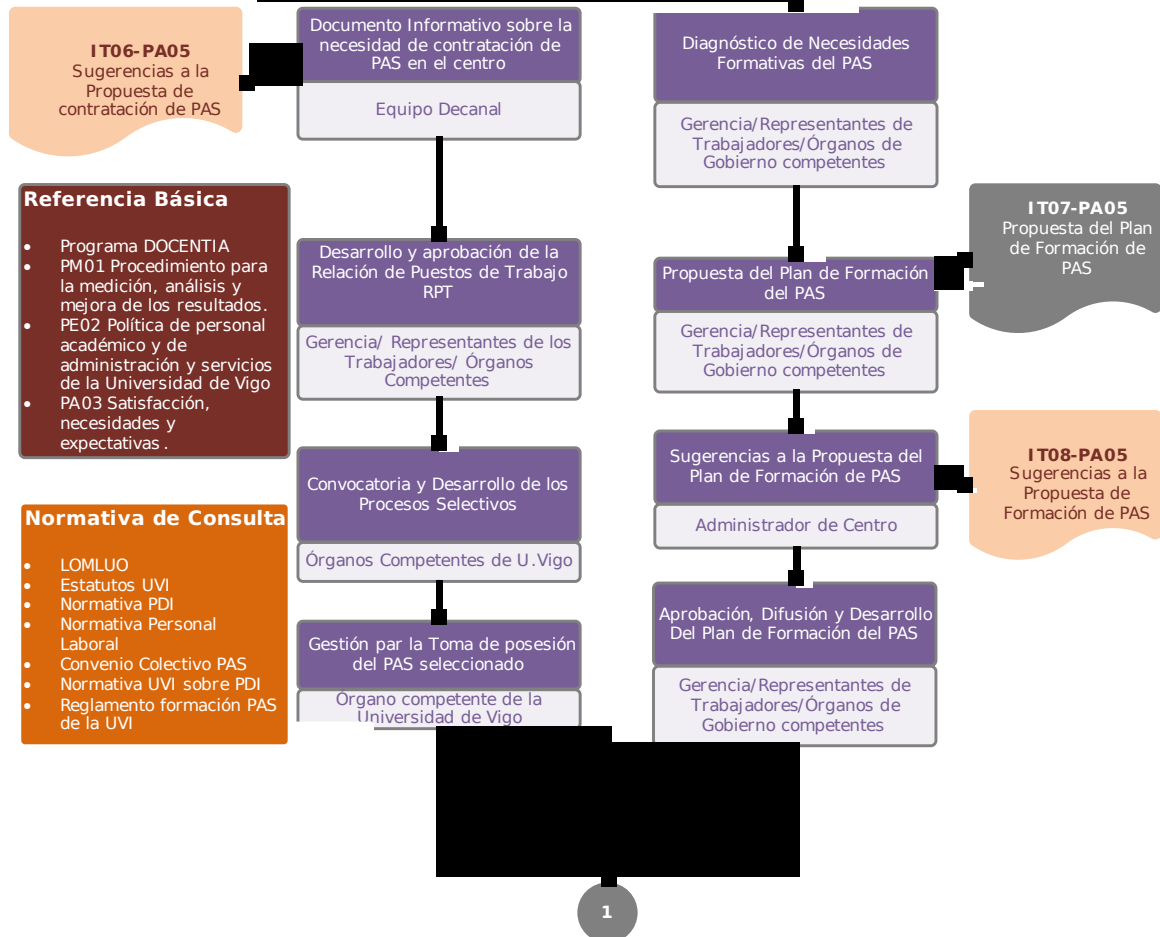 IT06-PA05
Sugerencias a la
Propuesta de
contratación de PAS
Documento Informativo sobre la
necesidad de contratación de
PAS en el centro
Equipo Decanal
Diagnóstico de Necesidades
Formativas del PAS
Gerencia/Representantes de
Trabajadores/Órganos de
Gobierno competentes
Referencia Básica
• Programa DOCENTIA
• PM01 Procedimiento para
la medición, análisis y
mejora de los resultados.
• PE02 Política de personal
académico y de
administración y servicios
de la Universidad de Vigo
• PA03 Satisfacción,
necesidades y
expectativas.
Desarrollo y aprobación de la
Relación de Puestos de Trabajo
RPT
Gerencia/ Representantes de los
Trabajadores/ Órganos
Competentes
Propuesta del Plan de Formación
del PAS
Gerencia/Representantes de
Trabajadores/Órganos de
Gobierno competentes
IT07-PA05
Propuesta del Plan
de Formación de
PAS
Normativa de Consulta
• LOMLUO
• Estatutos UVI
• Normativa PDI
• Normativa Personal
Laboral
• Convenio Colectivo PAS
• Normativa UVI sobre PDI
• Reglamento formación PAS
de la UVI
Convocatoria y Desarrollo de los
Procesos Selectivos
Órganos Competentes de U.Vigo
Sugerencias a la Propuesta del
Plan de Formación de PAS
Administrador de Centro
IT08-PA05
Sugerencias a la
Propuesta de
Formación de PAS
Gestión par la Toma de posesión
del PAS seleccionado
Órgano competente de la
Universidad de Vigo
Aprobación, Difusión y Desarrollo
Del Plan de Formación del PAS
Gerencia/Representantes de
Trabajadores/Órganos de
Gobierno competentes
1